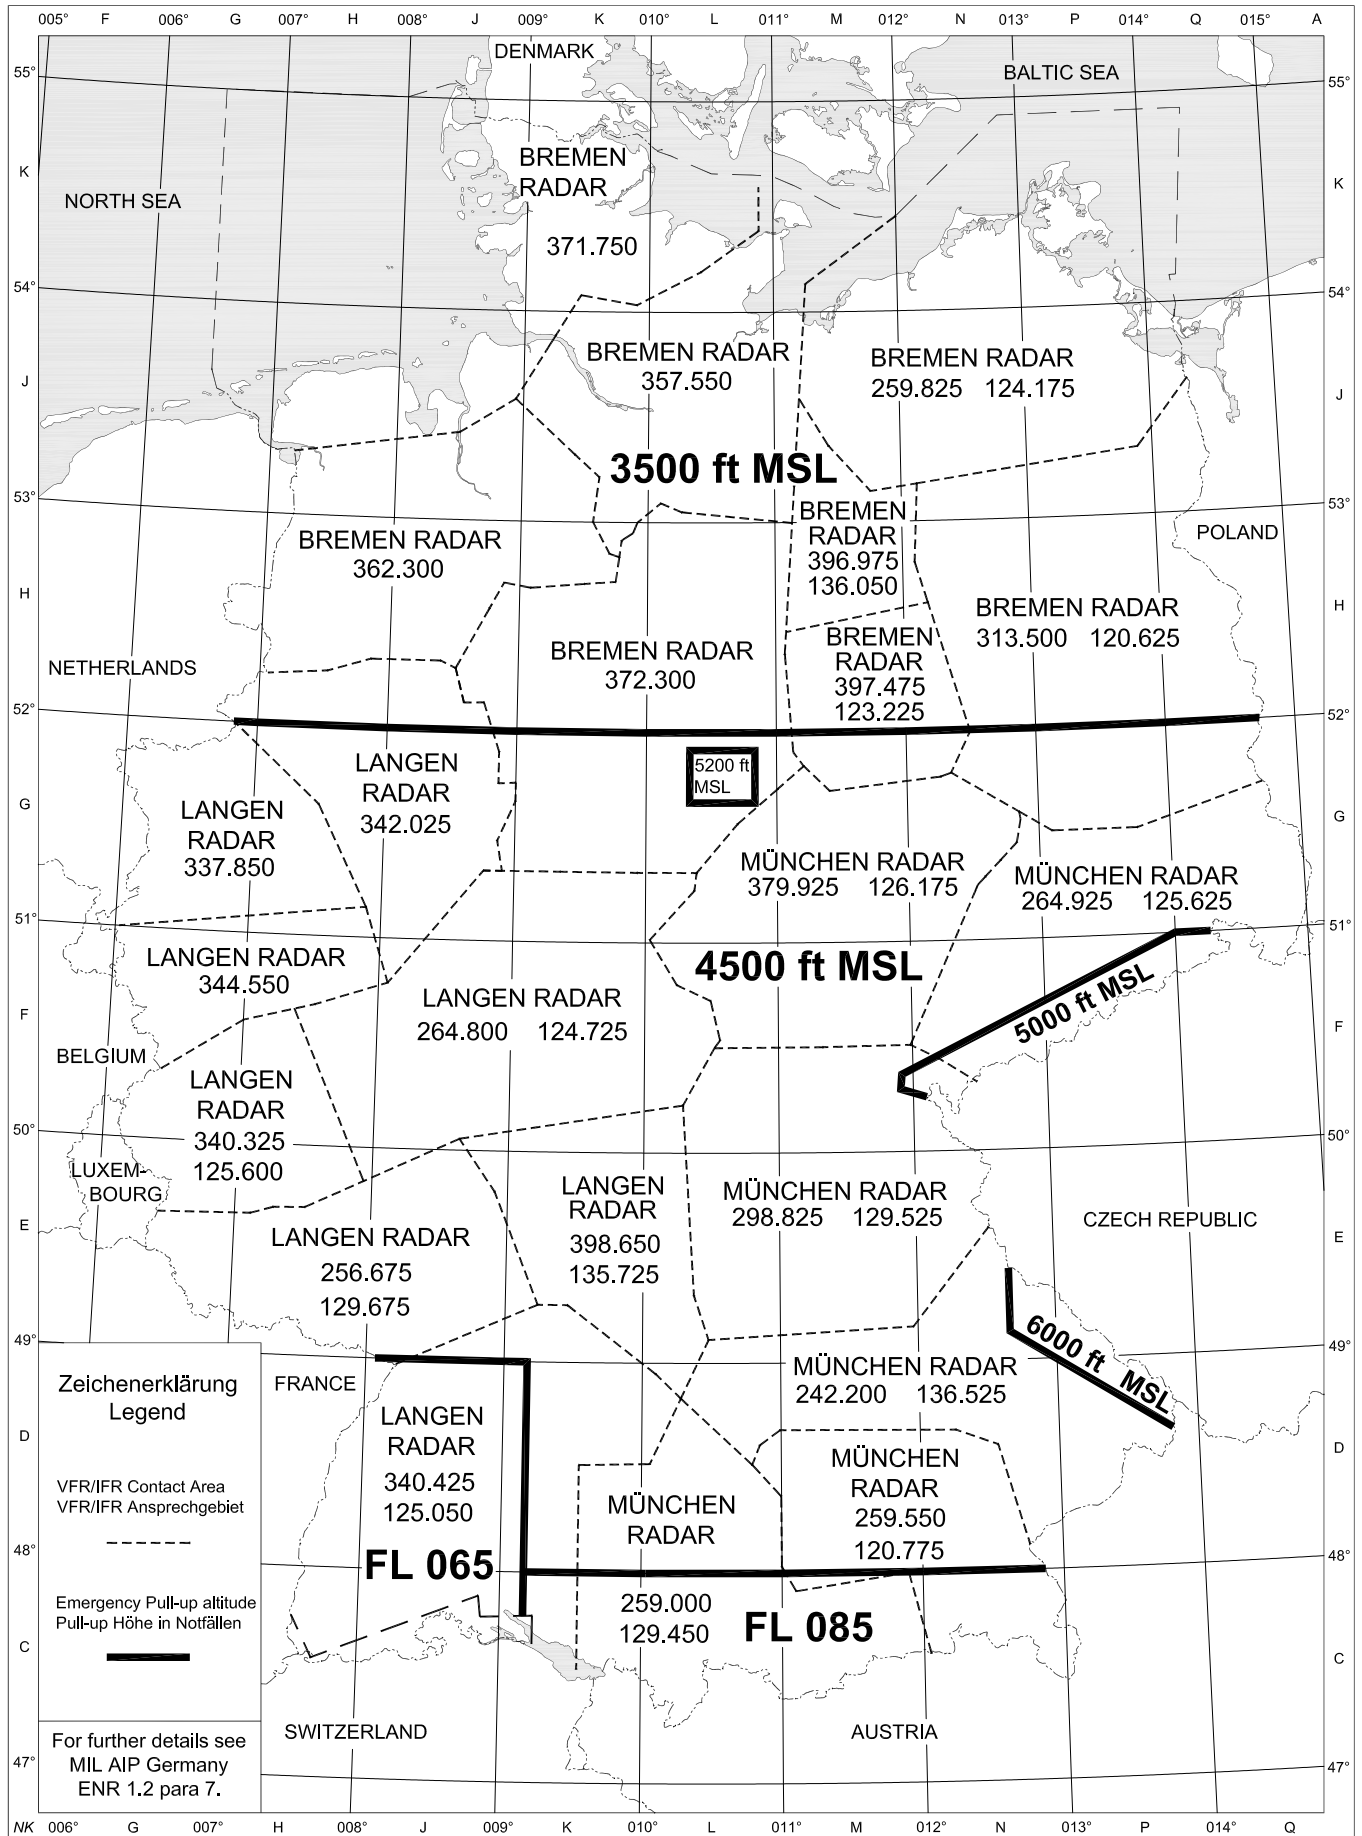 005° F 006° G 007° H 008° J 009° K 010° L 011° M 012° N 013° P 014° Q 015° A
DENMARK
BALTIC SEA
55°
55°
K
K
BREMEN
RADAR
NORTH SEA
371.750
54°
54°
BREMEN RADAR
357.550
BREMEN RADAR
259.825 124.175
J
J
3500 ft MSL
53°
53°
BREMEN
RADAR
396.975
136.050
POLAND
BREMEN RADAR
362.300
H
H
BREMEN RADAR
313.500 120.625
BREMEN
RADAR
397.475
123.225
BREMEN RADAR
372.300
NETHERLANDS
52°
52°
LANGEN
RADAR
342.025
5200 ft
MSL
G
G
LANGEN
RADAR
337.850
MÜNCHEN RADAR
379.925 126.175
MÜNCHEN RADAR
264.925 125.625
51°
51°
LANGEN RADAR
344.550
4500 ft MSL
5000 ft MSL
LANGEN RADAR
264.800 124.725
F
F
BELGIUM
LANGEN
RADAR
340.325
125.600
50°
50°
LUXEM-
BOURG
LANGEN
RADAR
398.650
135.725
MÜNCHEN RADAR
298.825 129.525
CZECH REPUBLIC
E
E
LANGEN RADAR
256.675
129.675
49°
49°
6000 ft MSL
Zeichenerklärung
Legend
FRANCE
MÜNCHEN RADAR
242.200 136.525
LANGEN
RADAR
340.425
125.050
D
D
MÜNCHEN
RADAR
259.550
120.775
VFR/IFR Contact Area
VFR/IFR Ansprechgebiet
MÜNCHEN
RADAR
48°
48°
FL 065
Emergency Pull-up altitude
Pull-up Höhe in Notfällen
259.000
129.450
FL 085
C
C
SWITZERLAND
AUSTRIA
For further details see
MIL AIP Germany
ENR 1.2 para 7.
47°
47°
NK 006° G 007° H 008° J 009° K 010° L 011° M 012° N 013° P 014° Q